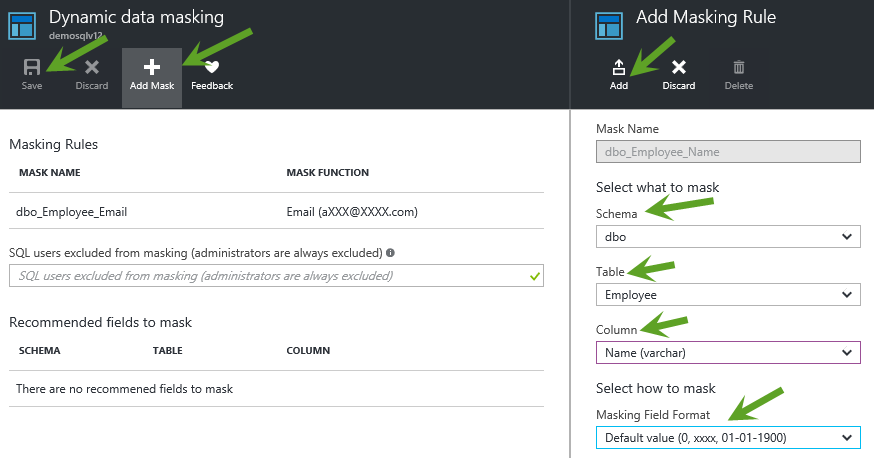 Dynamic data masking
demosqlv12
Save
Discard
Add Mask
Feedback
Masking Rules
MASK NAME MASK FUNCTION
dbo_Employee_Email Email (aXXX@XXXX.com)
SQL users excluded from masking (administrators are always excluded)
SQL users excluded from masking (administrators are always excluded)
Recommended fields to mask
SCHEMA TABLE COLUMN
There are no recommened fields to mask
Add Masking Rule
Add
Discard
Delete
Mask Name
dbo_Employee_Name
Select what to mask
Schema
dbo
Table
Employee
Column
Name (varchar)
Select how to mask
Masking Field Format
Default value (0, xxxx, 01-01-1900)